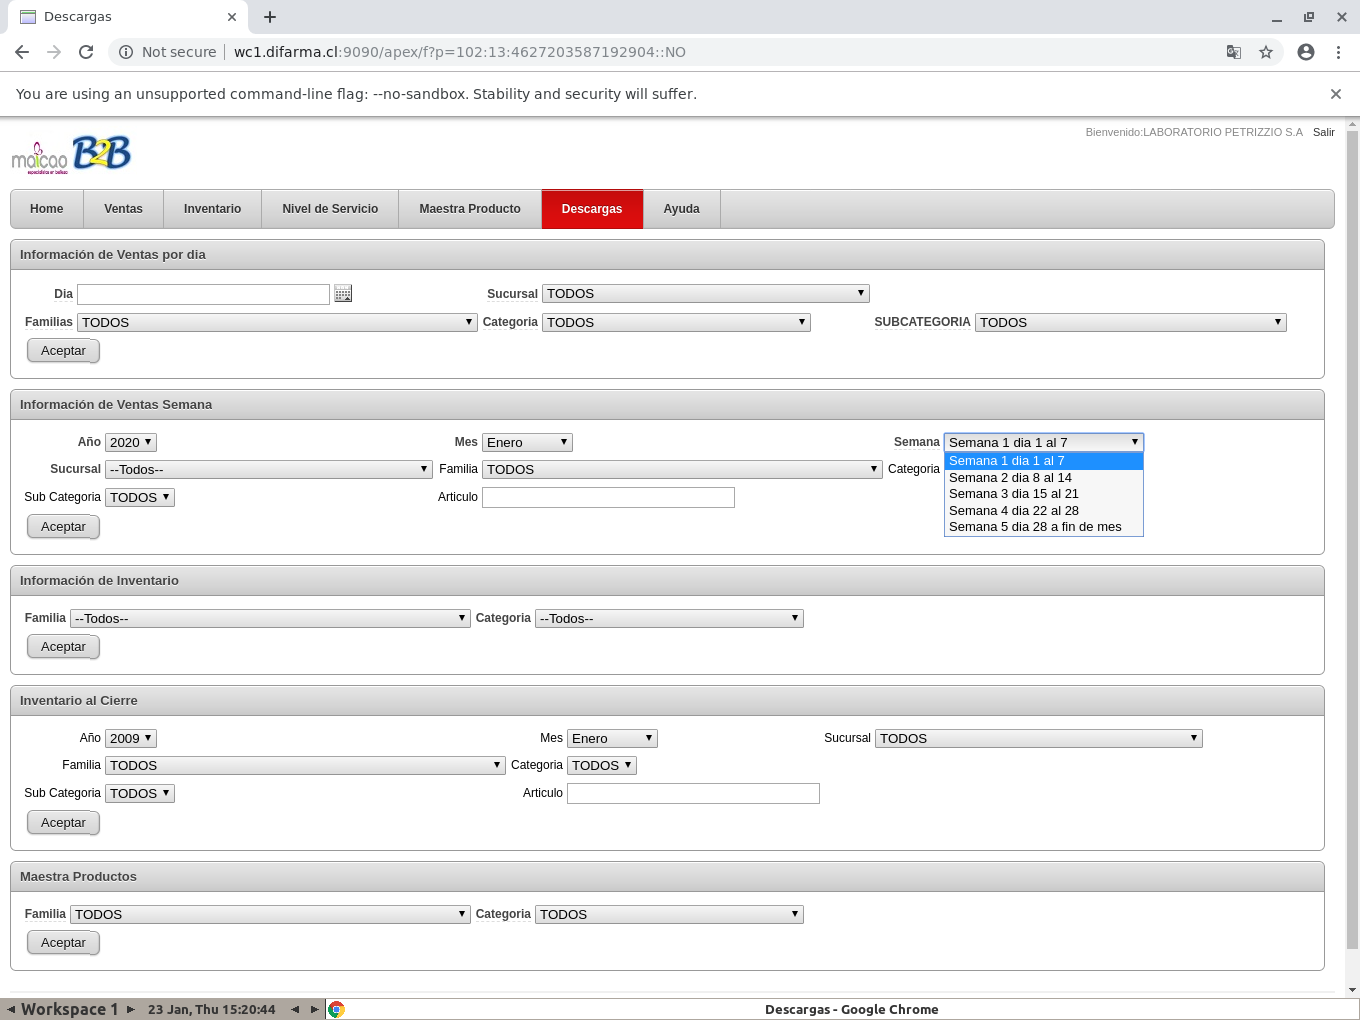 Descargas
Not secure | wc1.difarma.cl:9090/apex/f?p=102:13:4627203587192904::NO
You are using an unsupported command-line flag: --no-sandbox. Stability and security will suffer.
Bienvenido:LABORATORIO PETRIZZIO S.A Salir
maicao B2B
especialista en belleza
Home Ventas Inventario Nivel de Servicio Maestra Producto Descargas Ayuda
Información de Ventas por dia
Dia Sucursal TODOS
Familias TODOS Categoria TODOS SUBCATEGORIA TODOS
Aceptar
Información de Ventas Semana
Año 2020 Mes Enero Semana Semana 1 dia 1 al 7
Semana 1 dia 1 al 7
Semana 2 dia 8 al 14
Semana 3 dia 15 al 21
Semana 4 dia 22 al 28
Semana 5 dia 28 a fin de mes
Sucursal --Todos-- Familia TODOS Categoria
Sub Categoria TODOS Articulo
Aceptar
Información de Inventario
Familia --Todos-- Categoria --Todos--
Aceptar
Inventario al Cierre
Año 2009 Mes Enero Sucursal TODOS
Familia TODOS Categoria TODOS
Sub Categoria TODOS Articulo
Aceptar
Maestra Productos
Familia TODOS Categoria TODOS
Aceptar
Workspace 1 23 Jan, Thu 15:20:44 Descargas - Google Chrome